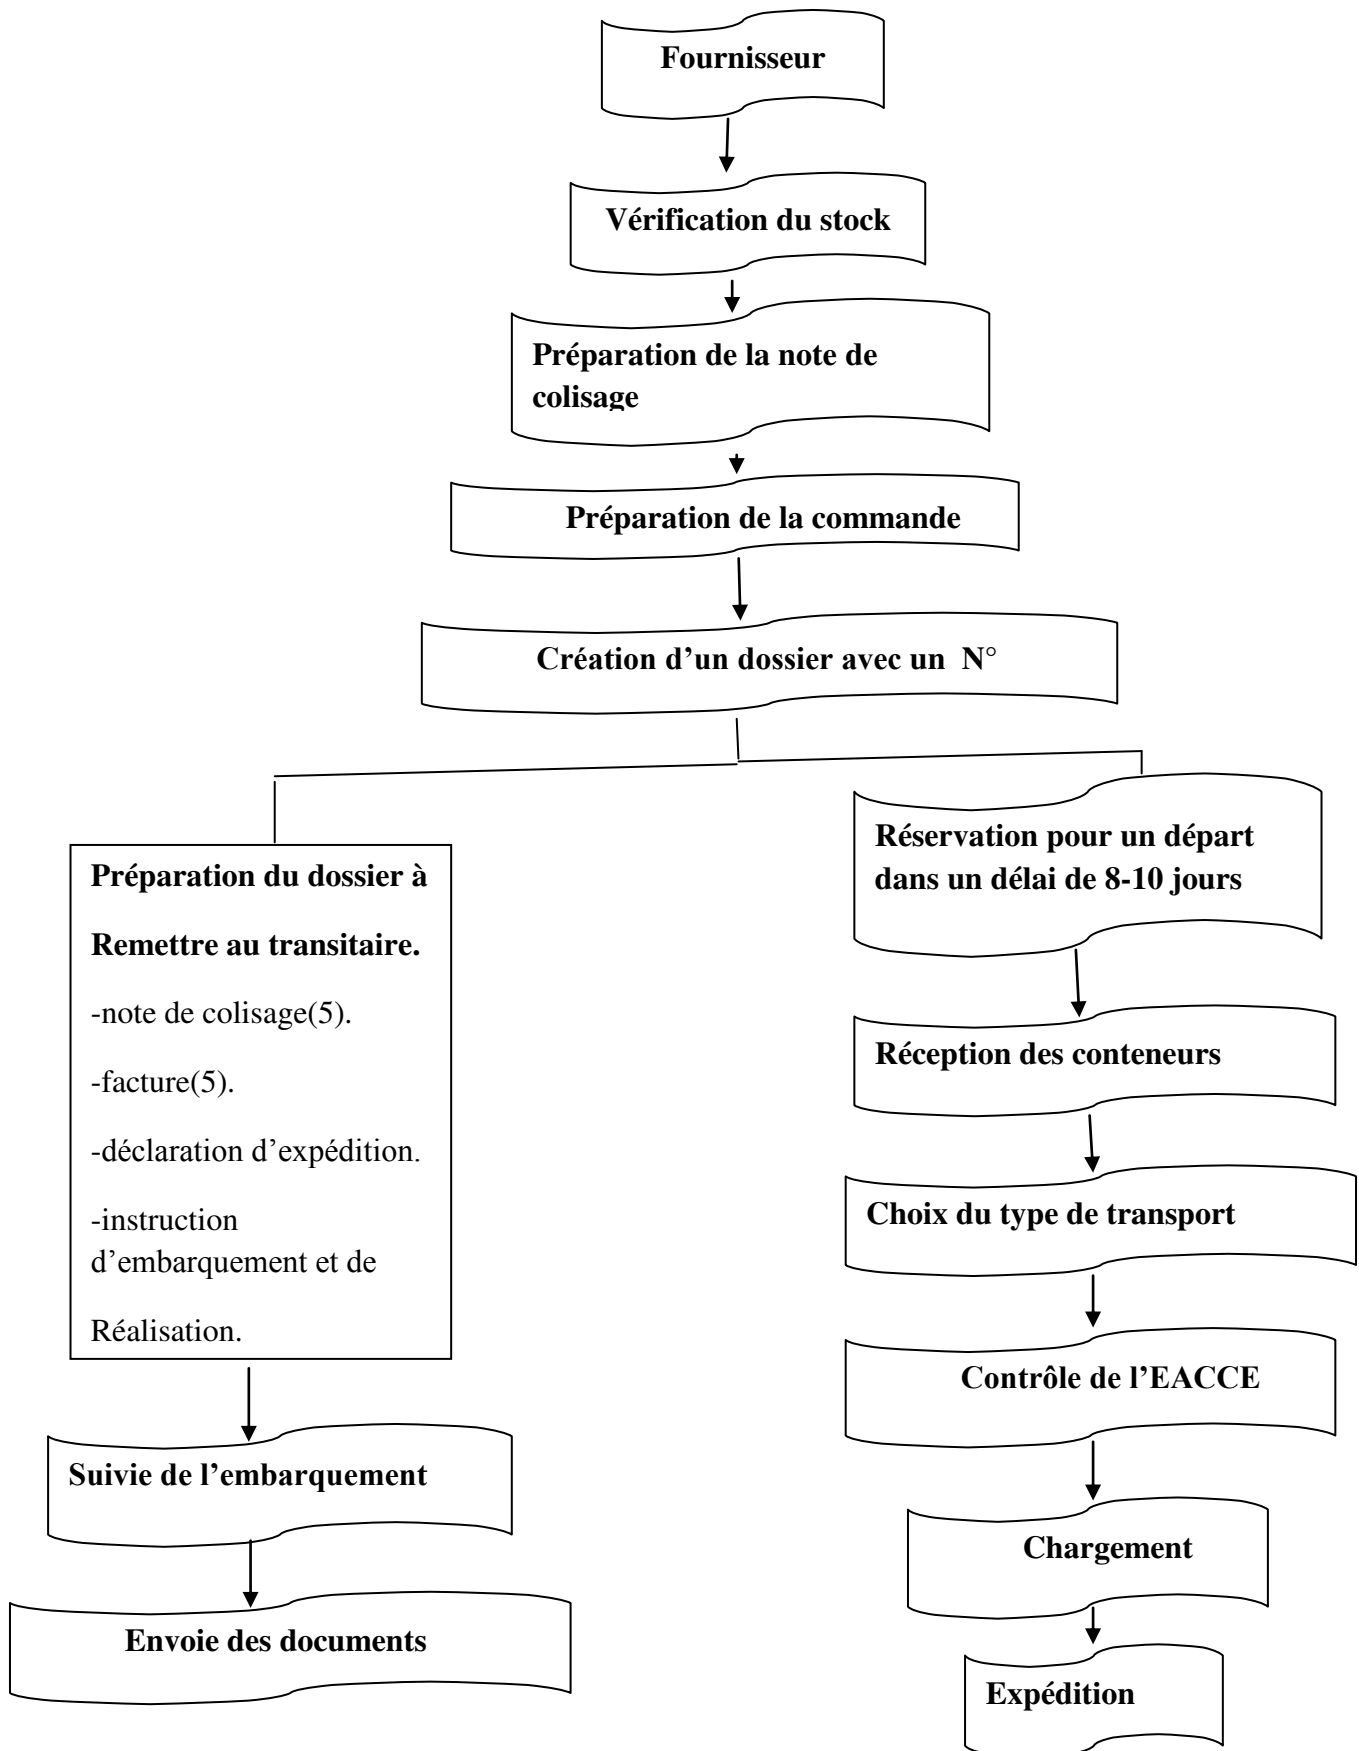 Fournisseur
Vérification du stock
Préparation de la note de
colisage
Préparation de la commande
Création d’un dossier avec un  N°
Préparation du dossier à
Remettre au transitaire.
-note de colisage(5).
-facture(5).
-déclaration d’expédition.
-instruction
d’embarquement et de
Réalisation.
Suivie de l’embarquement
Envoie des documents
Réservation pour un départ
dans un délai de 8-10 jours
Réception des conteneurs
Choix du type de transport
Contrôle de l’EACCE
Chargement
Expédition